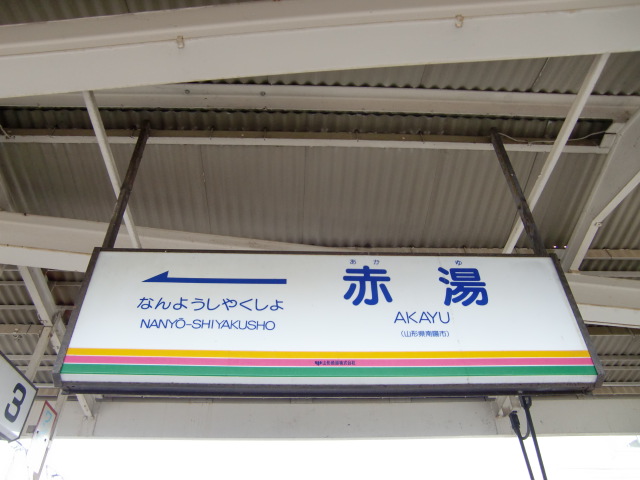 あか ゆ
赤湯
AKAYU
(山形県南陽市)
なんようしやくしょ
NANYŌ-SHIYAKUSHO
山形鉄道株式会社
3